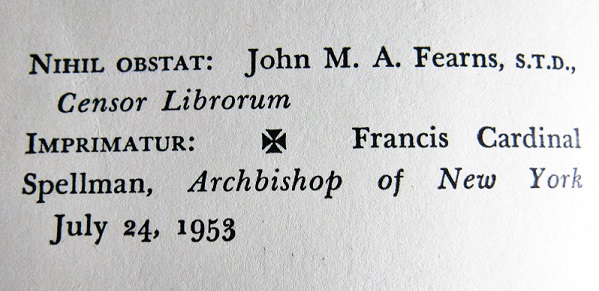 NIHIL OBSTAT: John M. A. Fearns, S.T.D.,
Censor Librorum
IMPRIMATUR: ✠ Francis Cardinal
Spellman, Archbishop of New York
July 24, 1953